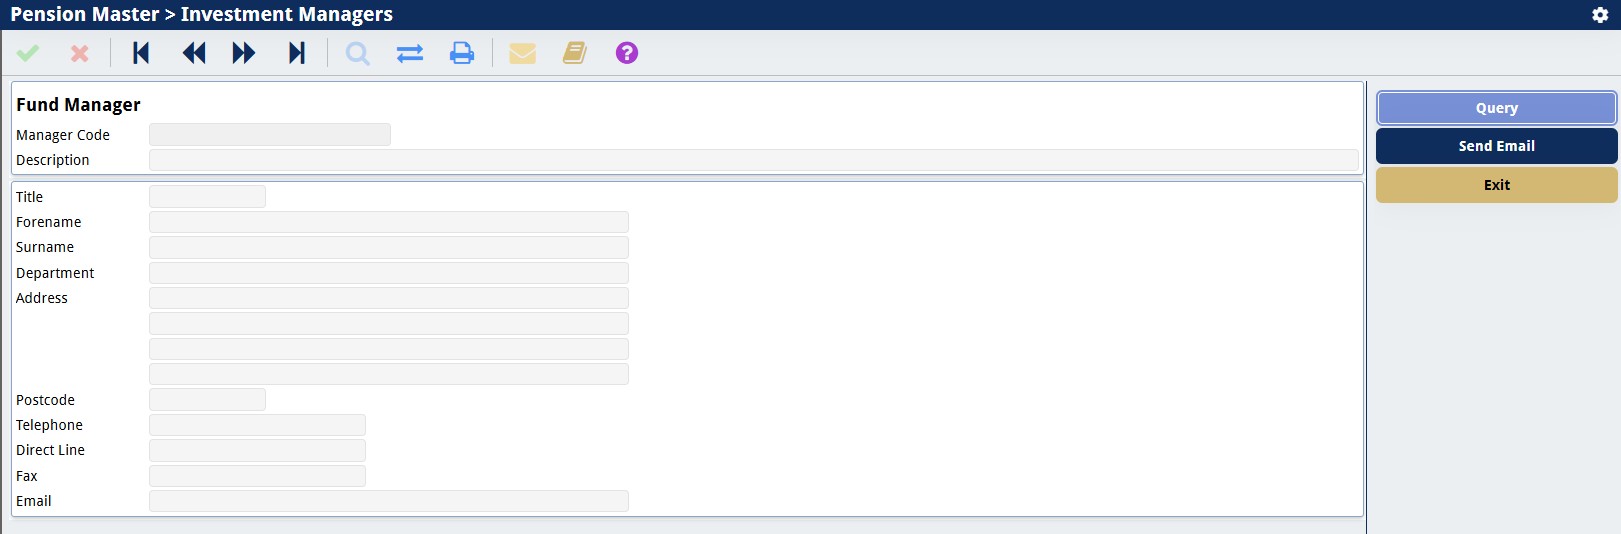 Pension Master > Investment Managers
?
Fund Manager
Manager Code
Description
Title
Forename
Surname
Department
Address
Postcode
Telephone
Direct Line
Fax
Email
Query
Send Email
Exit